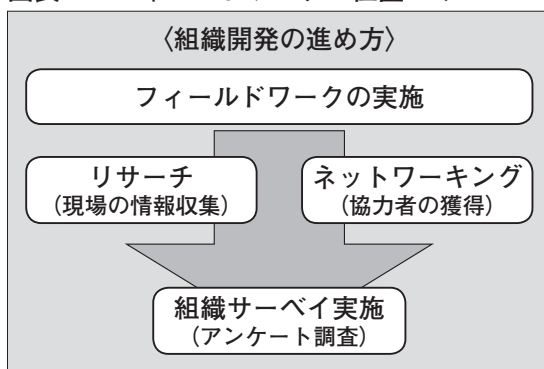 〈組織開発の進め方〉
フィールドワークの実施
リサーチ
(現場の情報収集)
ネットワーキング
(協力者の獲得)
組織サーベイ実施
(アンケート調査)